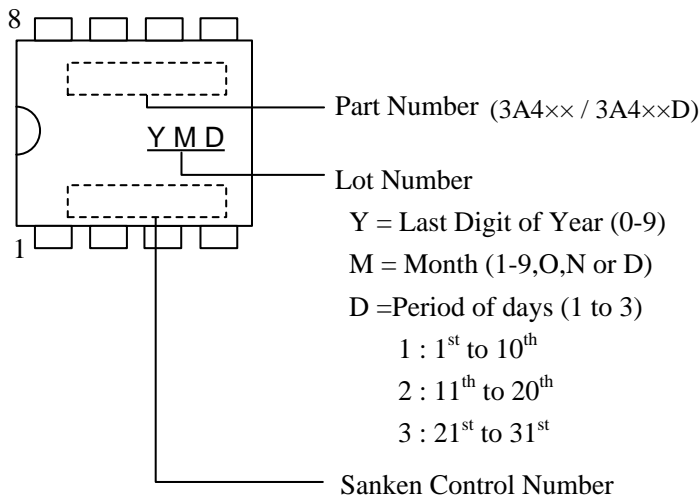 8
Part Number (3A4×× / 3A4××D)
Y M D
Lot Number
Y = Last Digit of Year (0-9)
1
M = Month (1-9,O,N or D)
D =Period of days (1 to 3)
1 : 1st to 10th
2 : 11th to 20th
3 : 21st to 31st
Sanken Control Number